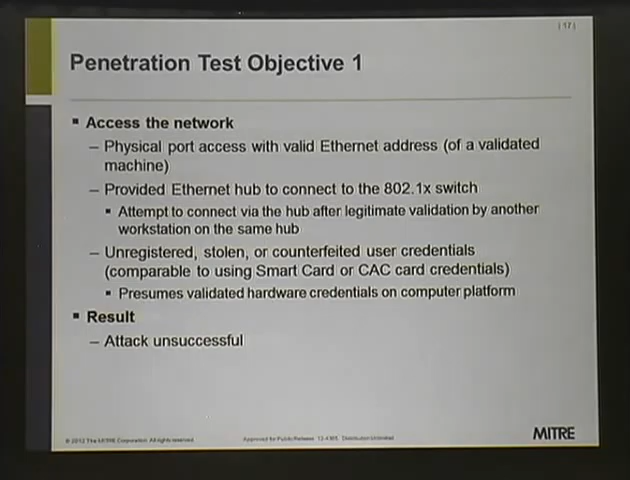 | 17 |
Penetration Test Objective 1
▪ Access the network
– Physical port access with valid Ethernet address (of a validated
machine)
– Provided Ethernet hub to connect to the 802.1x switch
▪ Attempt to connect via the hub after legitimate validation by another
workstation on the same hub
– Unregistered, stolen, or counterfeited user credentials
(comparable to using Smart Card or CAC card credentials)
▪ Presumes validated hardware credentials on computer platform
▪ Result
– Attack unsuccessful
© 2012 The MITRE Corporation. All rights reserved.
Approved for Public Release: Distribution Unlimited
MITRE